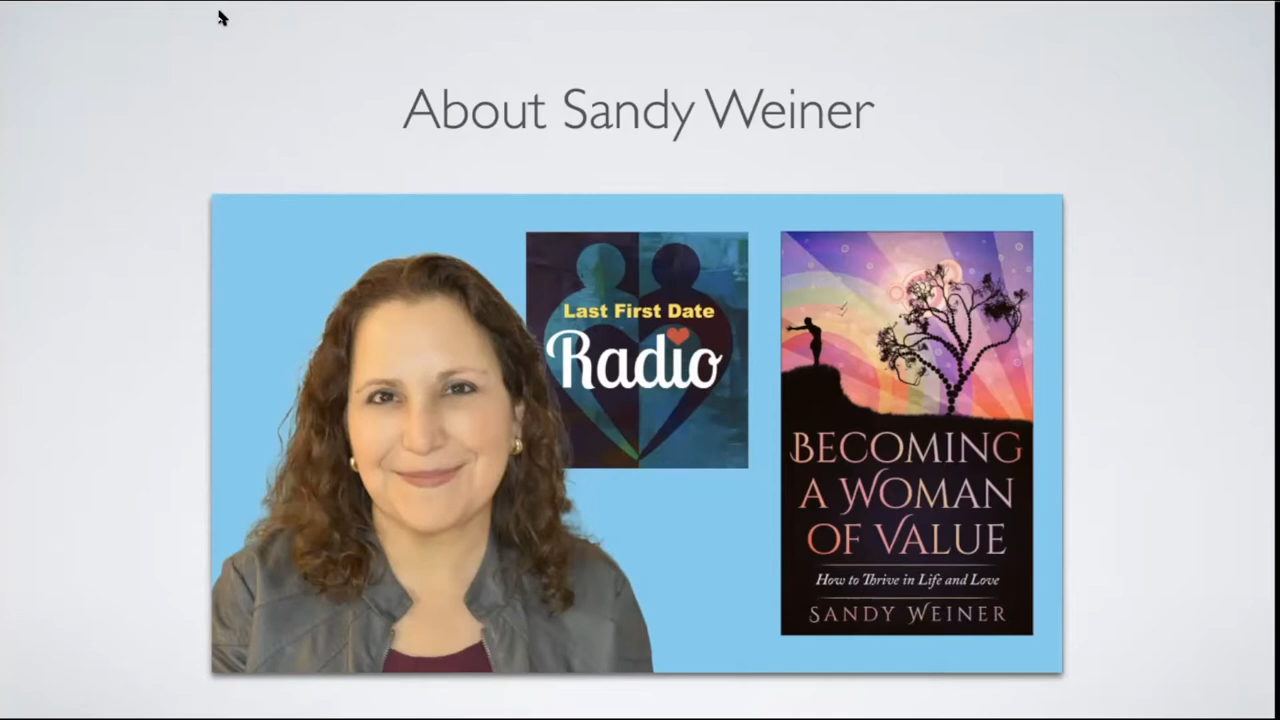 About Sandy Weiner
Last First Date
Radio
BECOMING
A WOMAN
OF VALUE
How to Thrive in Life and Love
SANDY WEINER